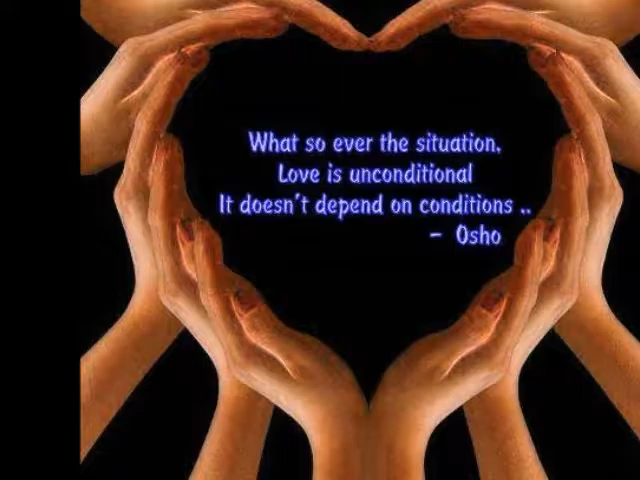 What so ever the situation,
Love is unconditional
It doesn't depend on conditions ..
- Osho